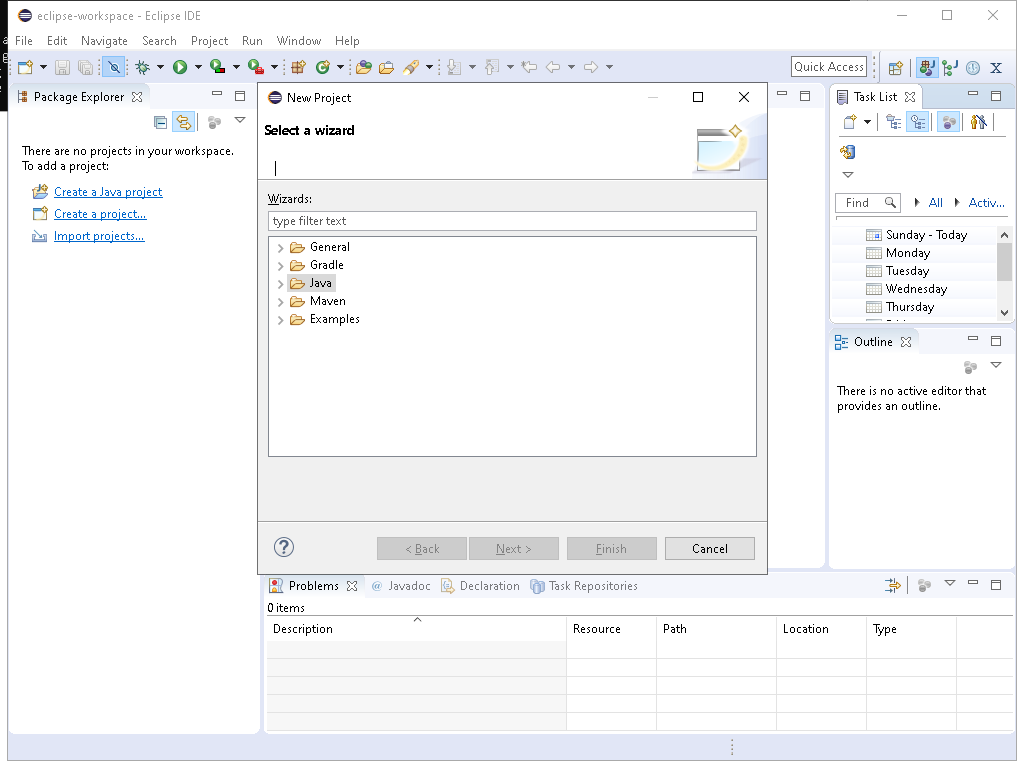 eclipse-workspace - Eclipse IDE
File Edit Navigate Search Project Run Window Help
Quick Access
Package Explorer
There are no projects in your workspace.
To add a project:
Create a Java project
Create a project...
Import projects...
New Project
Select a wizard
Wizards:
type filter text
General
Gradle
Java
Maven
Examples
?
< Back Next > Finish Cancel
Task List
Find All Activ...
Sunday - Today
Monday
Tuesday
Wednesday
Thursday
Outline
There is no active editor that
provides an outline.
Problems @ Javadoc Declaration Task Repositories
0 items
Description Resource Path Location Type